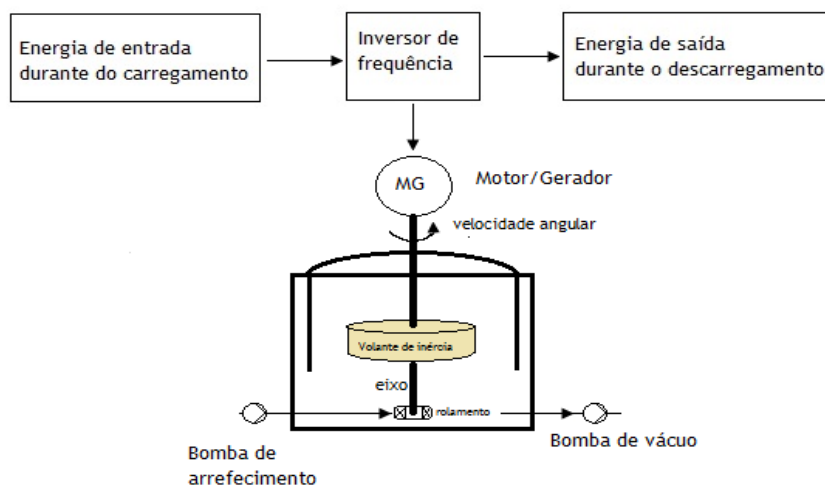 Energia de entrada
durante do carregamento
Inversor de
frequência
Energia de saída
durante o descarregamento
MG
Motor/Gerador
velocidade angular
Volante de inércia
eixo
rolamento
Bomba de
arrefecimento
Bomba de vácuo